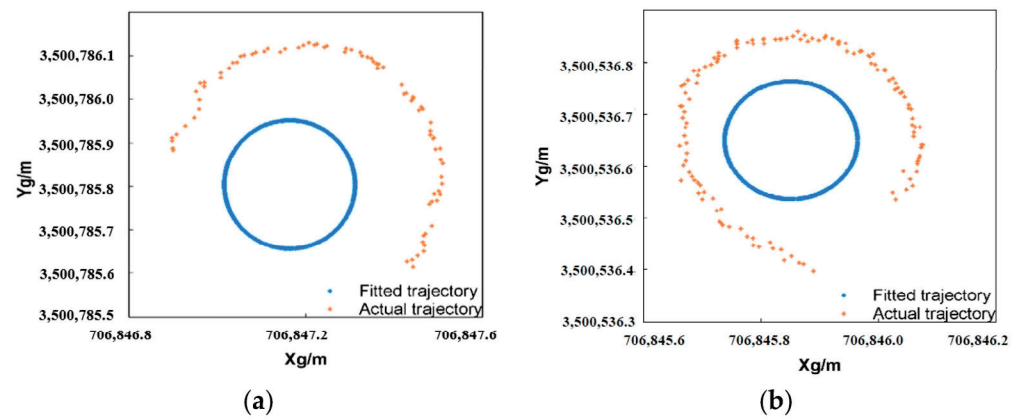 3,500,786.1
3,500,786.0
3,500,785.9
3,500,785.8
3,500,785.7
3,500,785.6
3,500,785.5
Yg/m
706,846.8
706,847.2
706,847.6
Xg/m
Fitted trajectory
Actual trajectory
(a)
3,500,536.8
3,500,536.7
3,500,536.6
3,500,536.5
3,500,536.4
3,500,536.3
Yg/m
706,845.6
706,845.8
706,846.0
706,846.2
Xg/m
Fitted trajectory
Actual trajectory
(b)